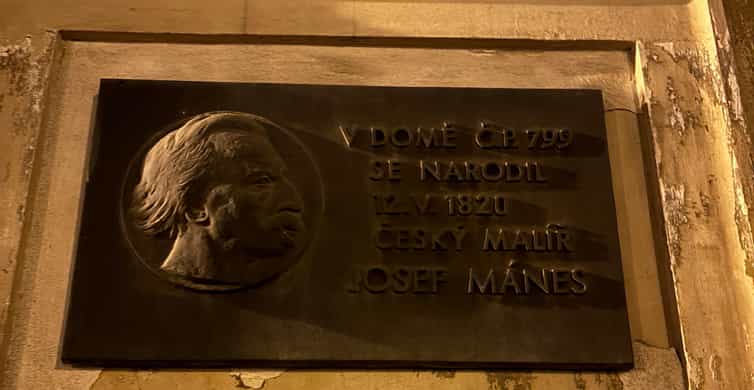 V DOMĚ Č.P. 799
SE NARODIL
12. V. 1820
ČESKÝ MALÍŘ
JOSEF MÁNES